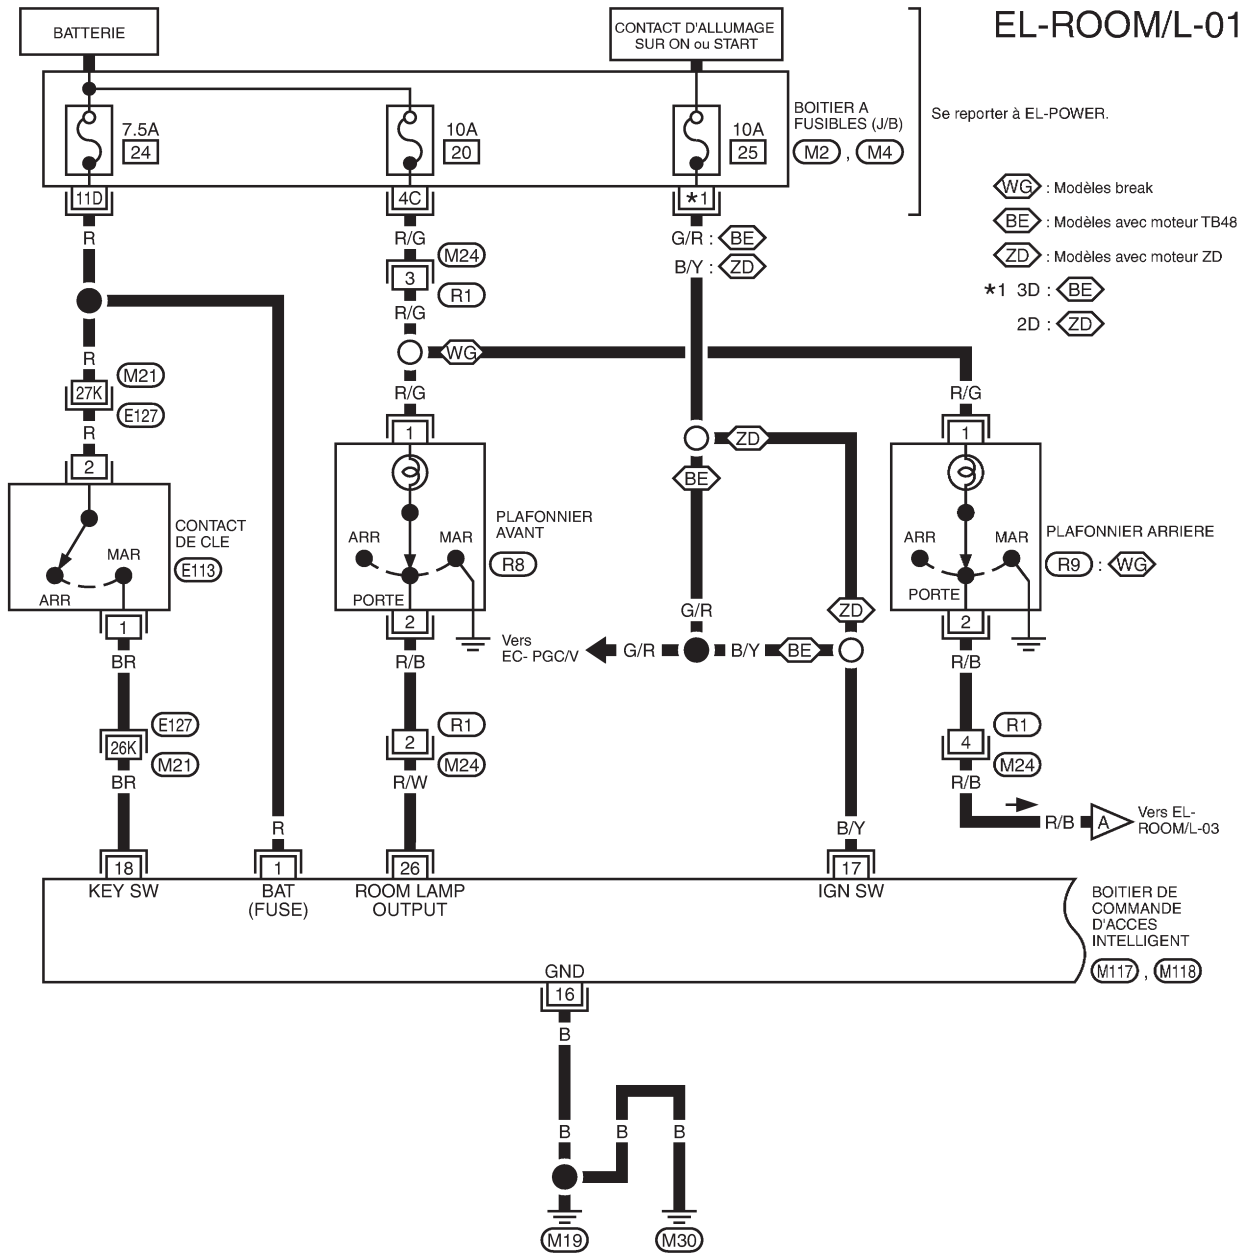 EL-ROOM/L-01
BATTERIE
CONTACT D'ALLUMAGE
SUR ON ou START
7.5A
24
10A
20
10A
25
BOITIER A
FUSIBLES (J/B)
M2 , M4
Se reporter à EL-POWER.
WG : Modèles break
BE : Modèles avec moteur TB48
ZD : Modèles avec moteur ZD
*1 3D : BE
2D : ZD
11D
4C
*1
R
R/G
G/R : BE
B/Y : ZD
M24
3
R1
R/G
WG
R
M21
27K
E127
R
R/G
R/G
2
1
ZD
1
BE
CONTACT
DE CLE
E113
MAR
ARR
PLAFONNIER
AVANT
R8
ARR
MAR
PORTE
PLAFONNIER ARRIERE
R9 : WG
ARR
MAR
PORTE
1
2
G/R
ZD
2
BR
R/B
Vers
EC- PGC/V
G/R
B/Y
BE
R/B
E127
26K
M21
R1
2
M24
R1
4
M24
BR
R/W
R/B
R
B/Y
R/B
A
Vers EL-
ROOM/L-03
18
1
26
17
KEY SW
BAT
(FUSE)
ROOM LAMP
OUTPUT
IGN SW
BOITIER DE
COMMANDE
D'ACCES
INTELLIGENT
M117 , M118
GND
16
B
B
B
B
M19
M30